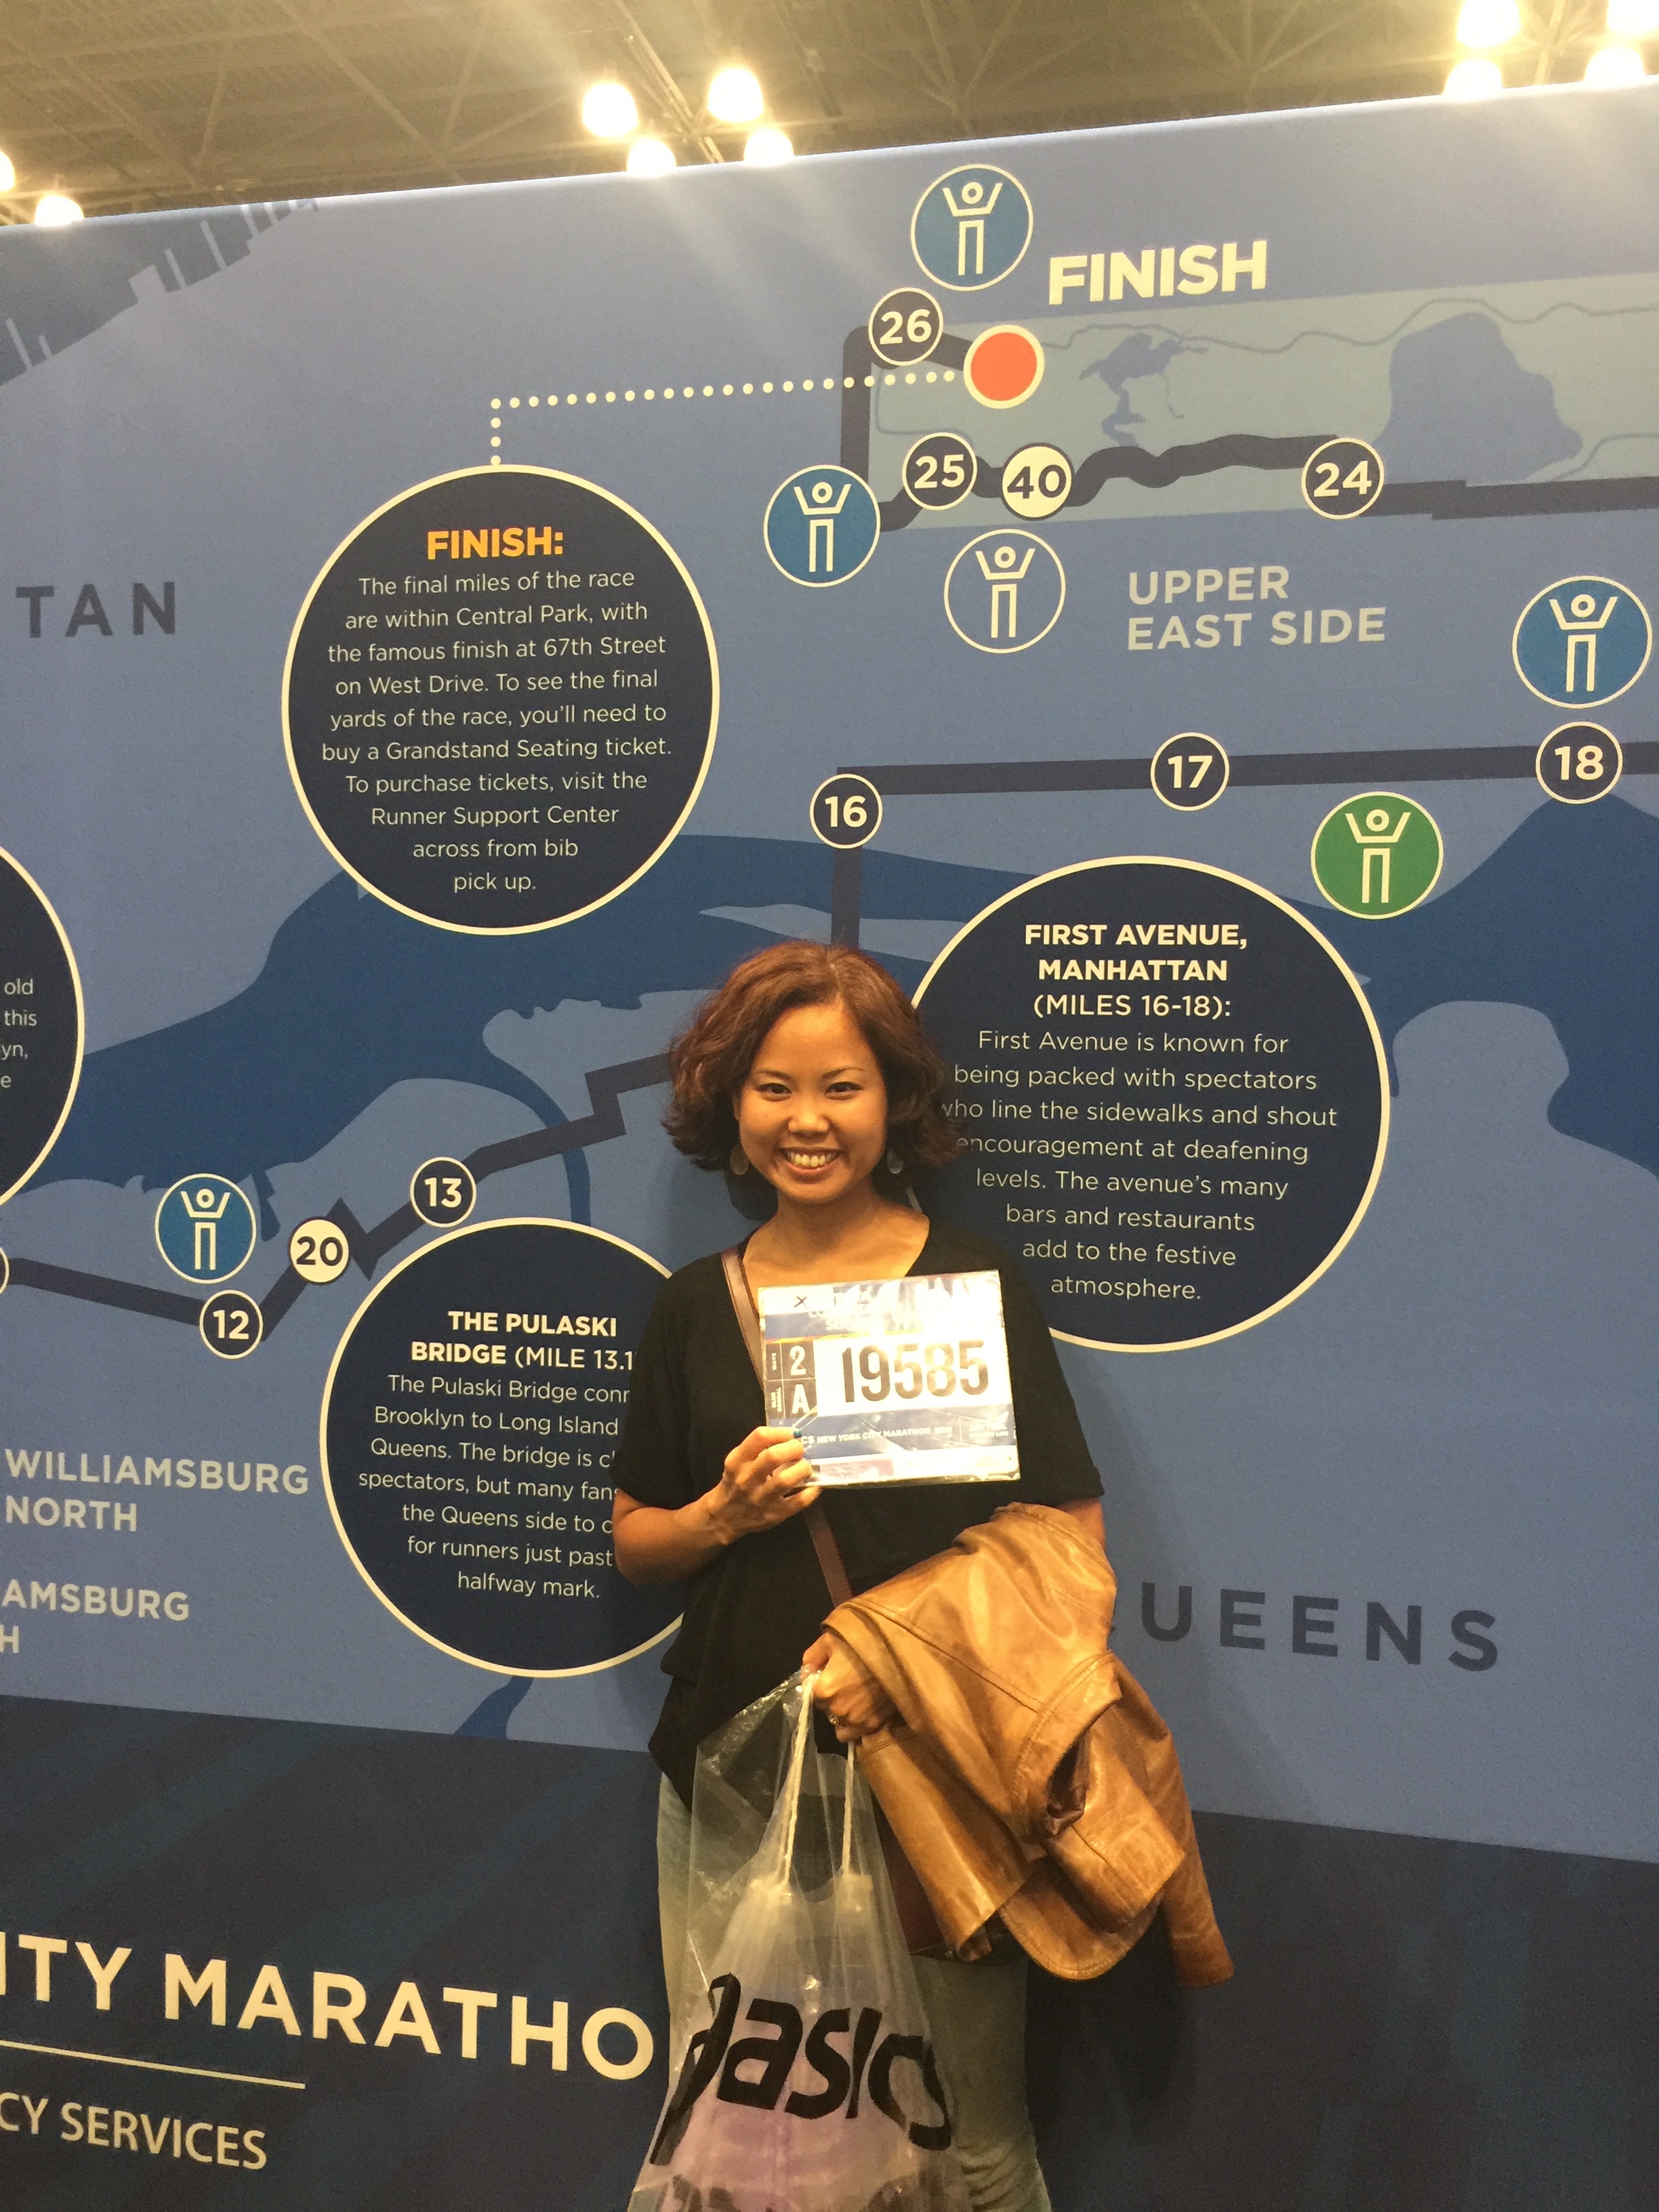 FINISH
26
25
40
24
TAN
FINISH:
The final miles of the race
are within Central Park, with
the famous finish at 67th Street
on West Drive. To see the final
yards of the race, you'll need to
buy a Grandstand Seating ticket.
To purchase tickets, visit the
Runner Support Center
across from bib
pick up.
UPPER
EAST SIDE
16
17
18
old
this
yn,
e
FIRST AVENUE,
MANHATTAN
(MILES 16-18):
First Avenue is known for
being packed with spectators
who line the sidewalks and shout
encouragement at deafening
levels. The avenue's many
bars and restaurants
add to the festive
atmosphere.
13
20
12
THE PULASKI
BRIDGE (MILE 13.1
The Pulaski Bridge conn
Brooklyn to Long Island
Queens. The bridge is cl
spectators, but many fans
the Queens side to c
for runners just past
halfway mark.
2
A
19585
NEW YORK CITY MARATHON
WILLIAMSBURG
NORTH
AMSBURG
H
UEENS
ITY MARATHO
CY SERVICES
asics